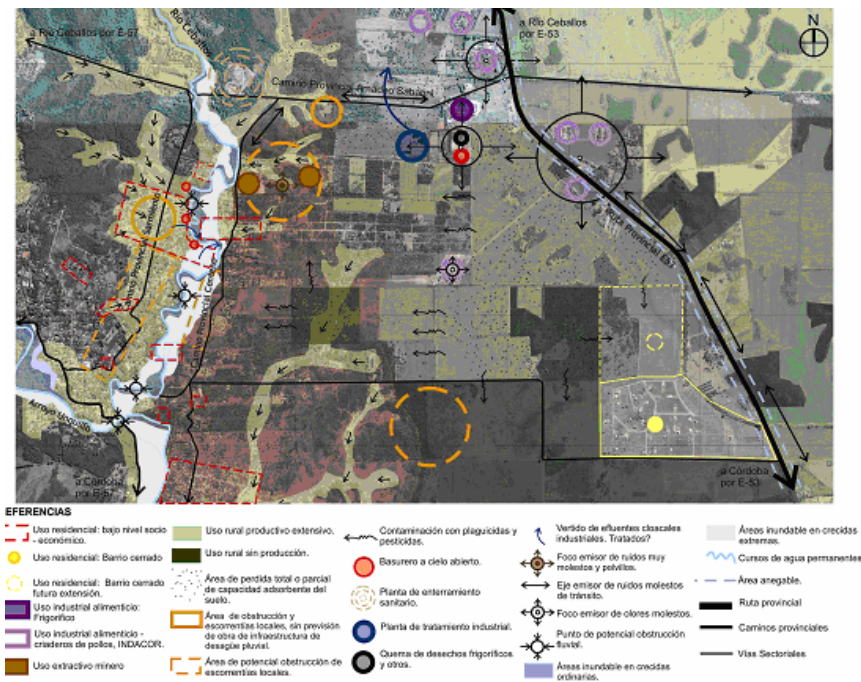 a Río Ceballos por E-57
Río Ceballos
a Río Ceballos
por E-53
N
Camino Provincial Amadeo Sabattini
Ruta Provincial E53
Camino Provincial
Arroyo Unquillo
a Córdoba
por E-57
a Córdoba
por E-53
EFERENCIAS
Uso residencial: bajo nivel socio
- económico.
Uso residencial: Barrio cerrado
Uso residencial: Barrio cerrado
futura extensión.
Uso industrial alimenticio:
Frigorífico
Uso industrial alimenticio -
criaderos de pollos, INDACOR.
Uso extractivo minero
Uso rural productivo extensivo.
Uso rural sin producción.
Área de perdida total o parcial
de capacidad adsorbente del
suelo.
Área de obstrucción y
escorrentías locales, sin previsión
de obra de infraestructura de
desagüe pluvial.
Área de potencial obstrucción de
escorrentías locales.
Contaminación con plaguicidas y
pesticidas.
Basurero a cielo abierto.
Planta de enterramiento
sanitario.
Planta de tratamiento industrial.
Quema de desechos frigoríficos
y otros.
Vertido de efluentes cloacales
industriales. Tratados?
Foco emisor de ruidos muy
molestos y polvillos.
Eje emisor de ruidos molestos
de tránsito.
Foco emisor de olores molestos.
Punto de potencial obstrucción
fluvial.
Áreas inundable en crecidas
ordinarias.
Áreas inundable en crecidas
extremas.
Cursos de agua permanentes
Área anegable.
Ruta provincial
Caminos provinciales
Vías Sectoriales